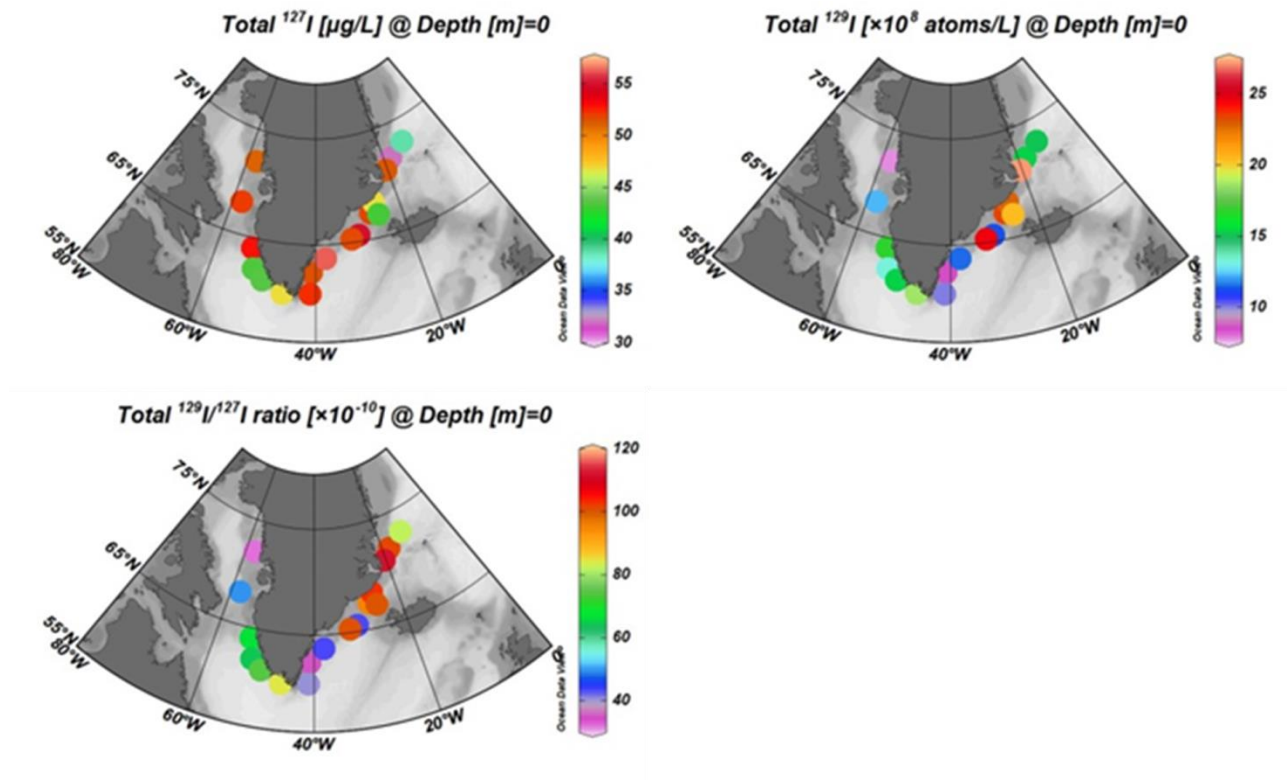 Total ¹²⁷I [µg/L] @ Depth [m]=0
75°N
65°N
55°N
80°W
60°W
40°W
20°W
0°
Ocean Data View
55
50
45
40
35
30
Total ¹²⁹I [×10⁸ atoms/L] @ Depth [m]=0
75°N
65°N
55°N
80°W
60°W
40°W
20°W
Ocean Data View
25
20
15
10
Total ¹²⁹I/¹²⁷I ratio [×10⁻¹⁰] @ Depth [m]=0
75°N
65°N
55°N
80°W
60°W
40°W
20°W
Ocean Data View
120
100
80
60
40